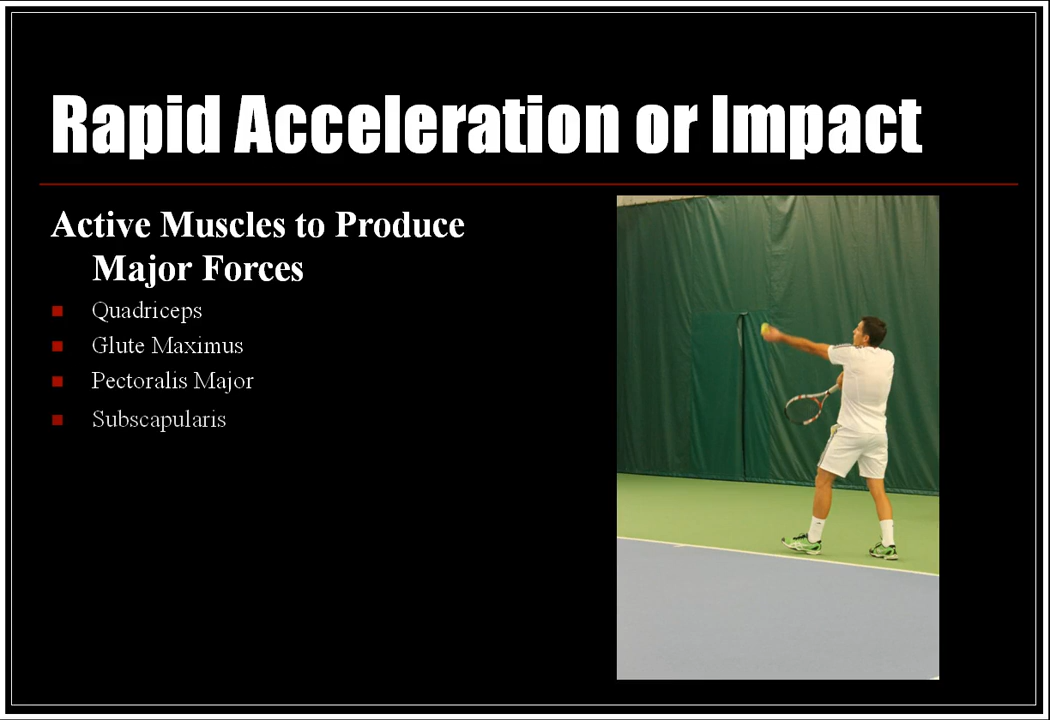 Rapid Acceleration or Impact
Active Muscles to Produce
Major Forces
Quadriceps
Glute Maximus
Pectoralis Major
Subscapularis